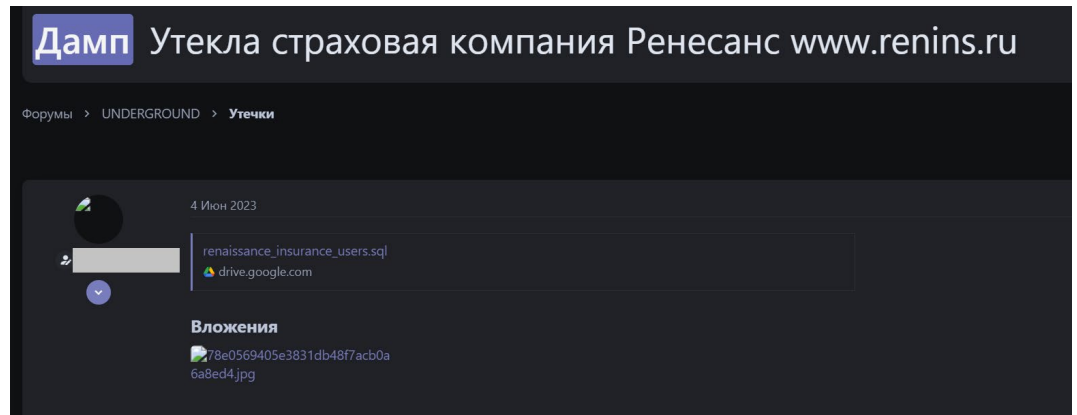 Дамп Утекла страховая компания Ренесанс www.renins.ru
Форумы > UNDERGROUND > Утечки
4 Июн 2023
renaissance_insurance_users.sql
drive.google.com
Вложения
78e0569405e3831db48f7acb0a
6a8ed4.jpg